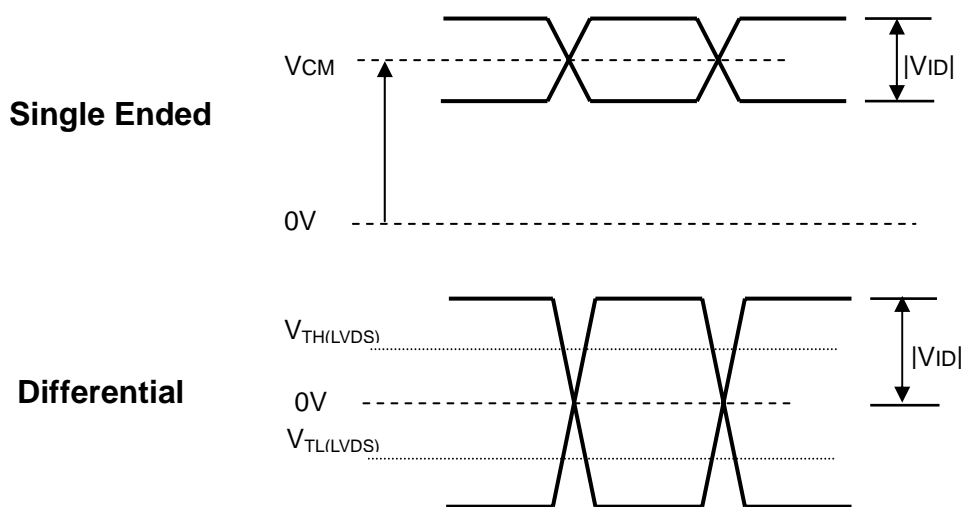 VCM
|VID|
Single Ended
0V
VTH(LVDS)
|VID|
Differential
0V
VTL(LVDS)